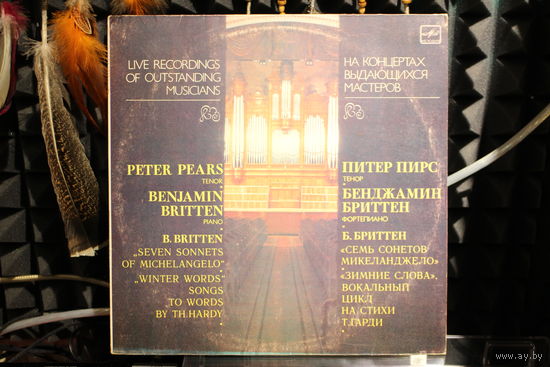 LIVE RECORDINGS
OF OUTSTANDING
MUSICIANS
PETER PEARS
TENOR
BENJAMIN
BRITTEN
PIANO
B. BRITTEN
„SEVEN SONNETS
OF MICHELANGELO"
„WINTER WORDS"
SONGS
TO WORDS
BY TH.HARDY
НА КОНЦЕРТАХ
ВЫДАЮЩИХСЯ
МАСТЕРОВ
ПИТЕР ПИРС
ТЕНОР
БЕНДЖАМИН
БРИТТЕН
ФОРТЕПИАНО
Б. БРИТТЕН
«СЕМЬ СОНЕТОВ
МИКЕЛАНДЖЕЛО»
«ЗИМНИЕ СЛОВА»,
ВОКАЛЬНЫЙ
ЦИКЛ
НА СТИХИ
Т.ГАРДИ
www.ay.by